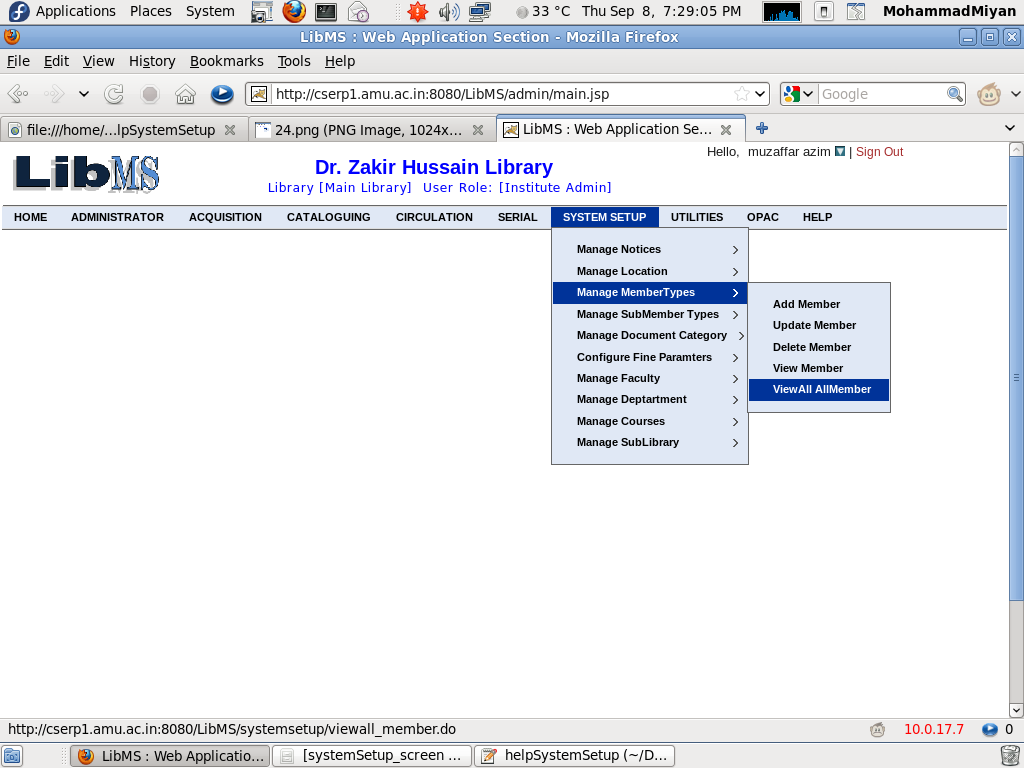 Applications Places System 33 °C Thu Sep 8, 7:29:05 PM MohammadMiyan
LibMS : Web Application Section - Mozilla Firefox
File Edit View History Bookmarks Tools Help
http://cserp1.amu.ac.in:8080/LibMS/admin/main.jsp Google
file:///home/...lpSystemSetup 24.png (PNG Image, 1024x... LibMS : Web Application Se...
Hello, muzaffar azim | Sign Out
LibMS
Dr. Zakir Hussain Library
Library [Main Library] User Role: [Institute Admin]
HOME ADMINISTRATOR ACQUISITION CATALOGUING CIRCULATION SERIAL SYSTEM SETUP UTILITIES OPAC HELP
Manage Notices
Manage Location
Manage MemberTypes
Manage SubMember Types
Manage Document Category
Configure Fine Paramters
Manage Faculty
Manage Deptartment
Manage Courses
Manage SubLibrary
Add Member
Update Member
Delete Member
View Member
ViewAll AllMember
http://cserp1.amu.ac.in:8080/LibMS/systemsetup/viewall_member.do 10.0.17.7 0
LibMS : Web Applicatio... [systemSetup_screen ... helpSystemSetup (~/D...